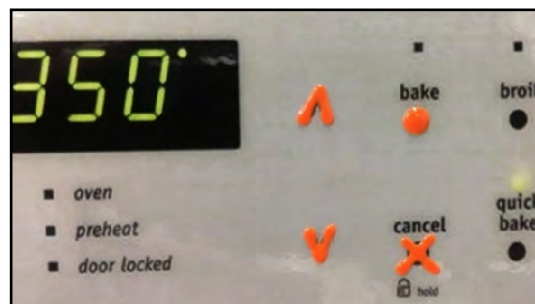 350°
bake
broil
oven
preheat
door locked
cancel
hold
quick
bake